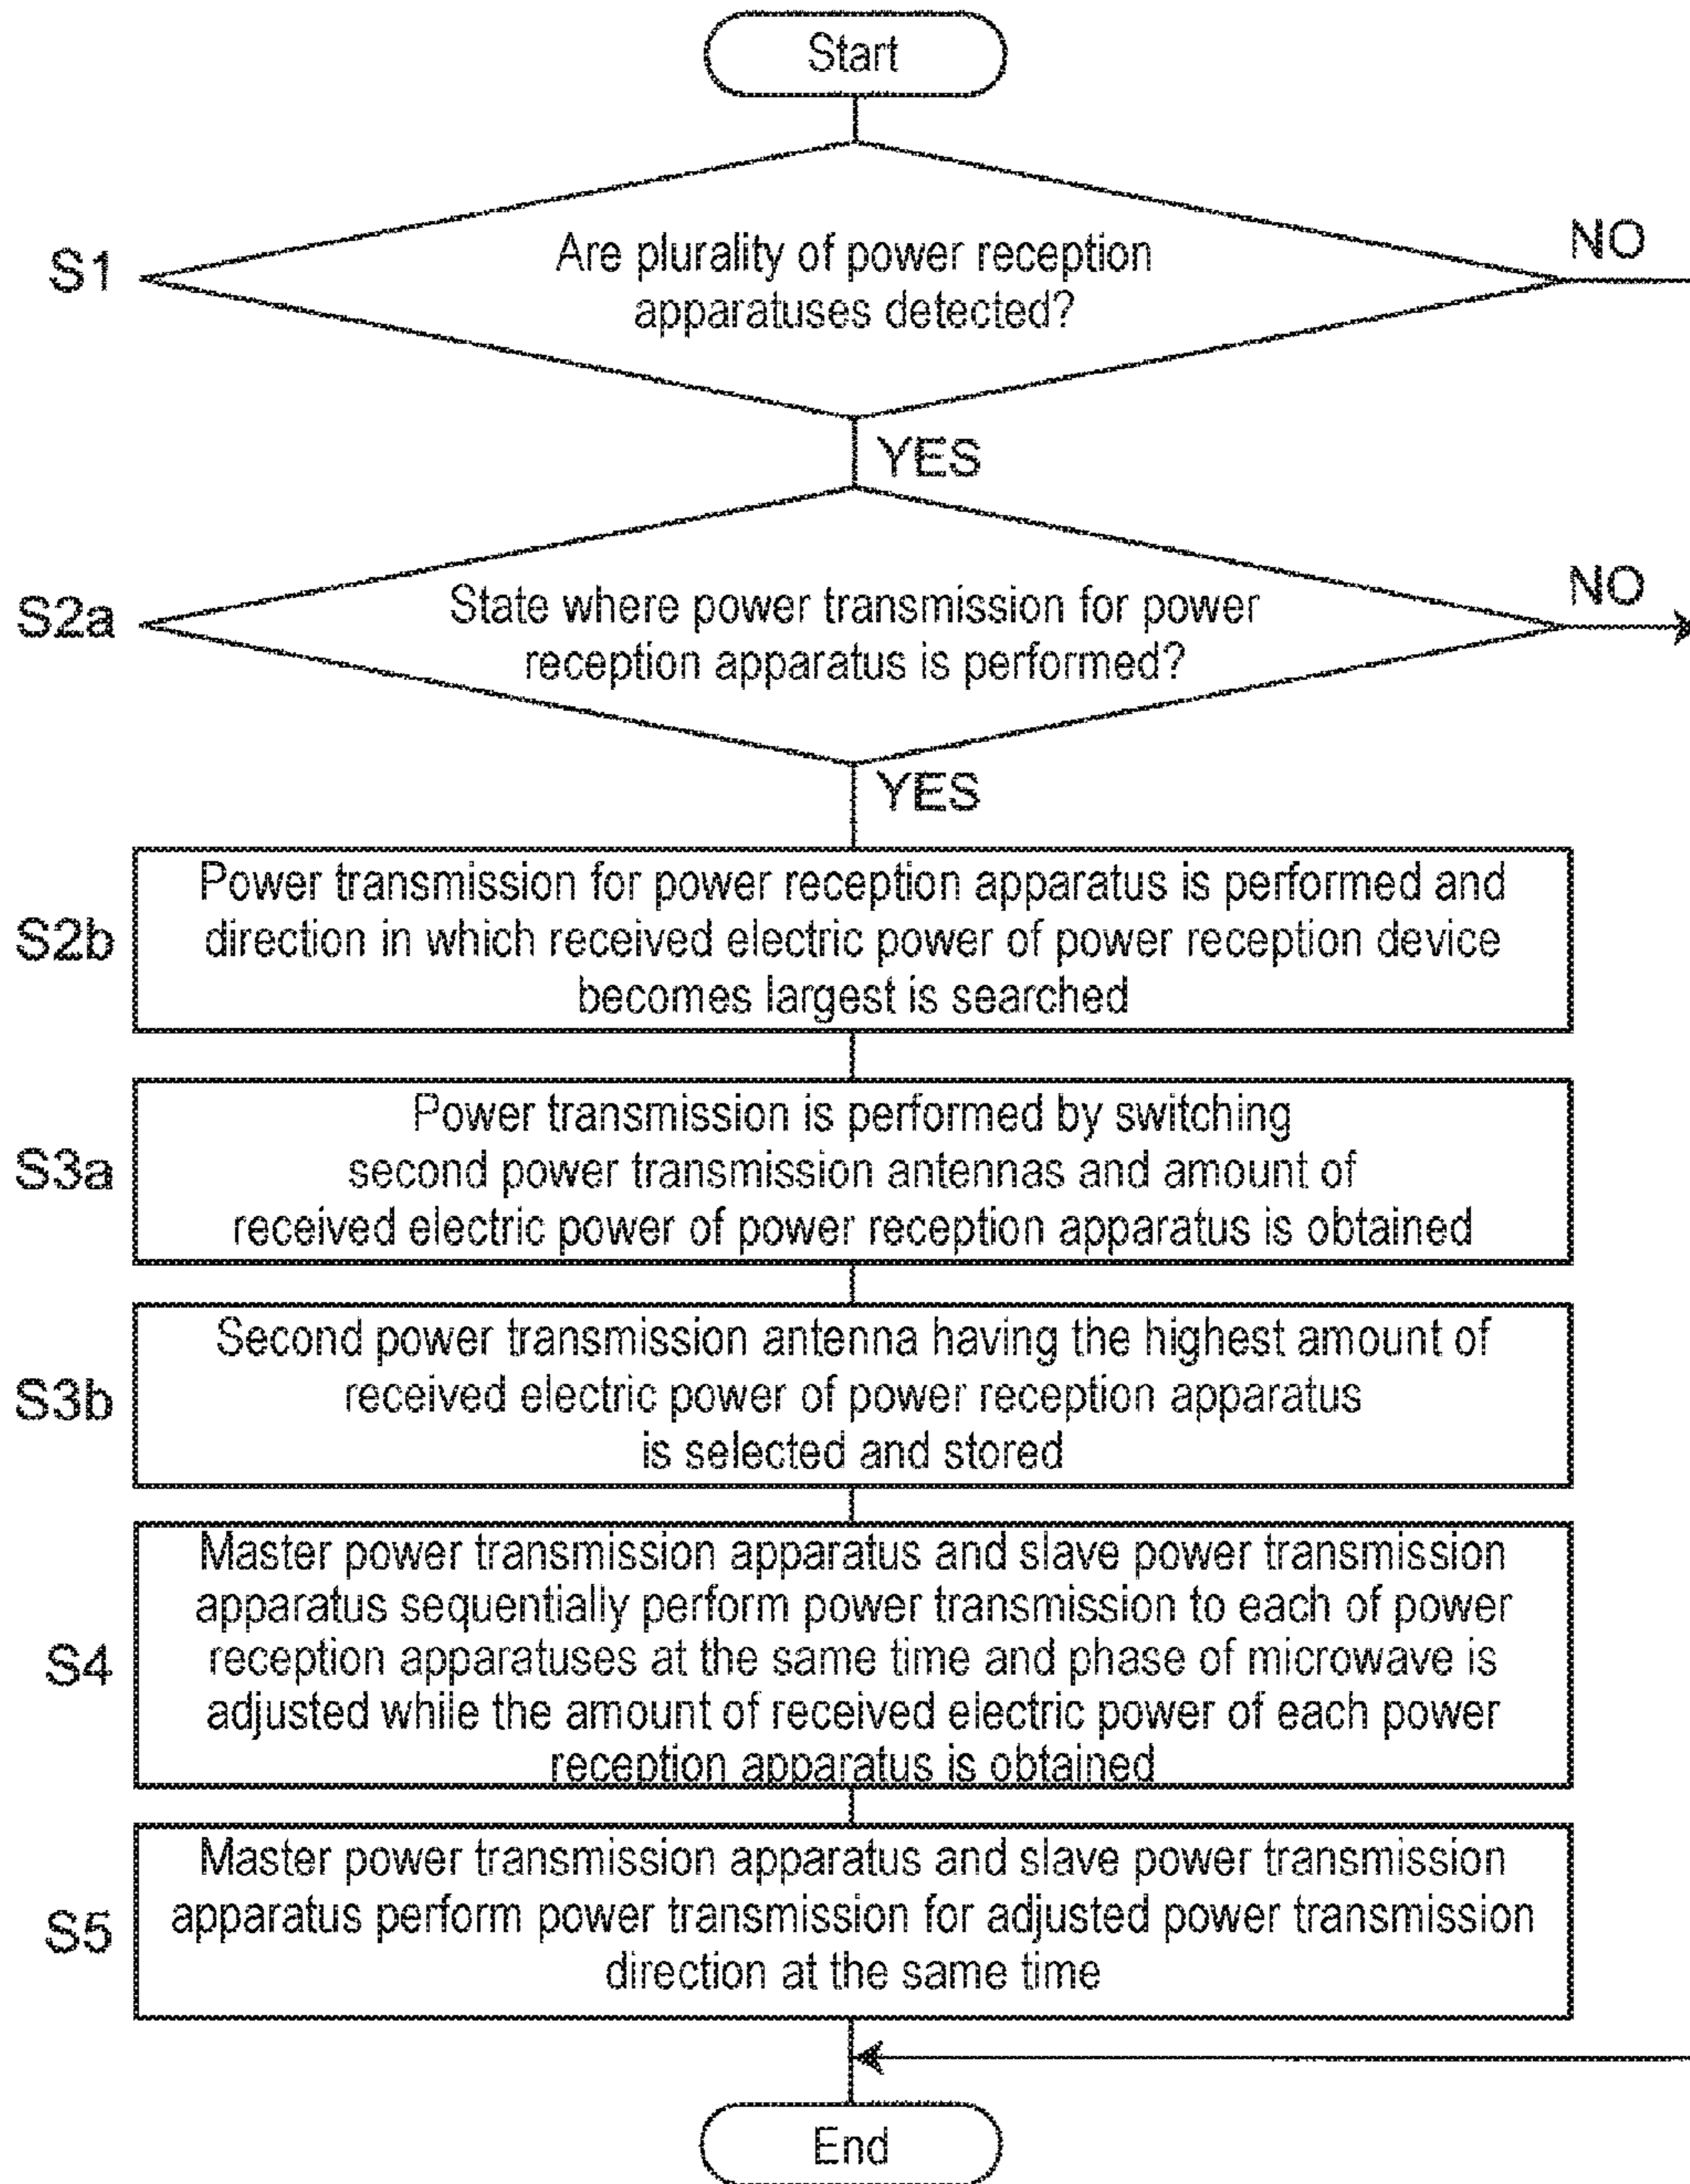 Start
S1
Are plurality of power reception
apparatuses detected?
NO
YES
S2a
State where power transmission for power
reception apparatus is performed?
NO
YES
S2b
Power transmission for power reception apparatus is performed and
direction in which received electric power of power reception device
becomes largest is searched
S3a
Power transmission is performed by switching
second power transmission antennas and amount of
received electric power of power reception apparatus is obtained
S3b
Second power transmission antenna having the highest amount of
received electric power of power reception apparatus
is selected and stored
S4
Master power transmission apparatus and slave power transmission
apparatus sequentially perform power transmission to each of power
reception apparatuses at the same time and phase of microwave is
adjusted while the amount of received electric power of each power
reception apparatus is obtained
S5
Master power transmission apparatus and slave power transmission
apparatus perform power transmission for adjusted power transmission
direction at the same time
End